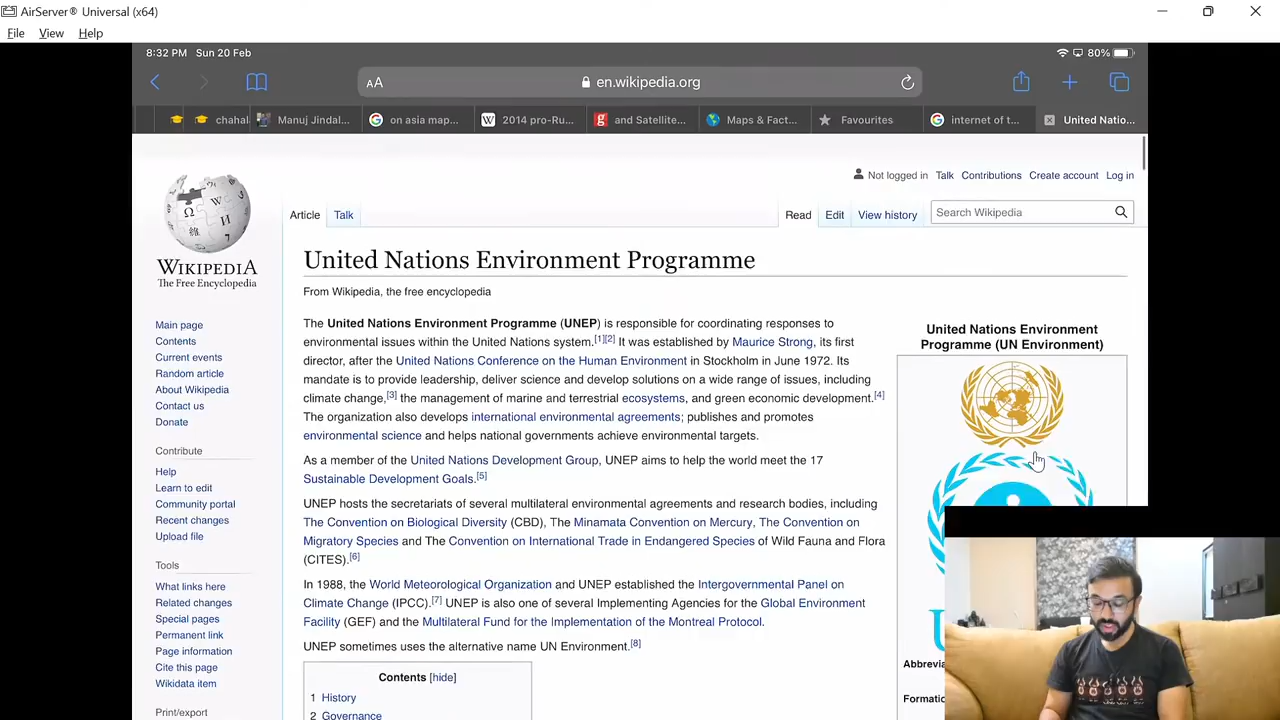 AirServer® Universal (x64)
File View Help
8:32 PM Sun 20 Feb
80%
AA en.wikipedia.org
chahal
Manuj Jindal...
on asia map...
2014 pro-Ru...
and Satellite...
Maps & Fact...
Favourites
internet of t...
United Natio...
Not logged in Talk Contributions Create account Log in
Article Talk
Read Edit View history Search Wikipedia
WIKIPEDIA
The Free Encyclopedia
Main page
Contents
Current events
Random article
About Wikipedia
Contact us
Donate
Contribute
Help
Learn to edit
Community portal
Recent changes
Upload file
Tools
What links here
Related changes
Special pages
Permanent link
Page information
Cite this page
Wikidata item
Print/export
United Nations Environment Programme
From Wikipedia, the free encyclopedia
The United Nations Environment Programme (UNEP) is responsible for coordinating responses to
environmental issues within the United Nations system.[1][2] It was established by Maurice Strong, its first
director, after the United Nations Conference on the Human Environment in Stockholm in June 1972. Its
mandate is to provide leadership, deliver science and develop solutions on a wide range of issues, including
climate change,[3] the management of marine and terrestrial ecosystems, and green economic development.[4]
The organization also develops international environmental agreements; publishes and promotes
environmental science and helps national governments achieve environmental targets.
As a member of the United Nations Development Group, UNEP aims to help the world meet the 17
Sustainable Development Goals.[5]
UNEP hosts the secretariats of several multilateral environmental agreements and research bodies, including
The Convention on Biological Diversity (CBD), The Minamata Convention on Mercury, The Convention on
Migratory Species and The Convention on International Trade in Endangered Species of Wild Fauna and Flora
(CITES).[6]
In 1988, the World Meteorological Organization and UNEP established the Intergovernmental Panel on
Climate Change (IPCC).[7] UNEP is also one of several Implementing Agencies for the Global Environment
Facility (GEF) and the Multilateral Fund for the Implementation of the Montreal Protocol.
UNEP sometimes uses the alternative name UN Environment.[8]
Contents [hide]
1 History
2 Governance
United Nations Environment
Programme (UN Environment)
Abbrevia
Formatio